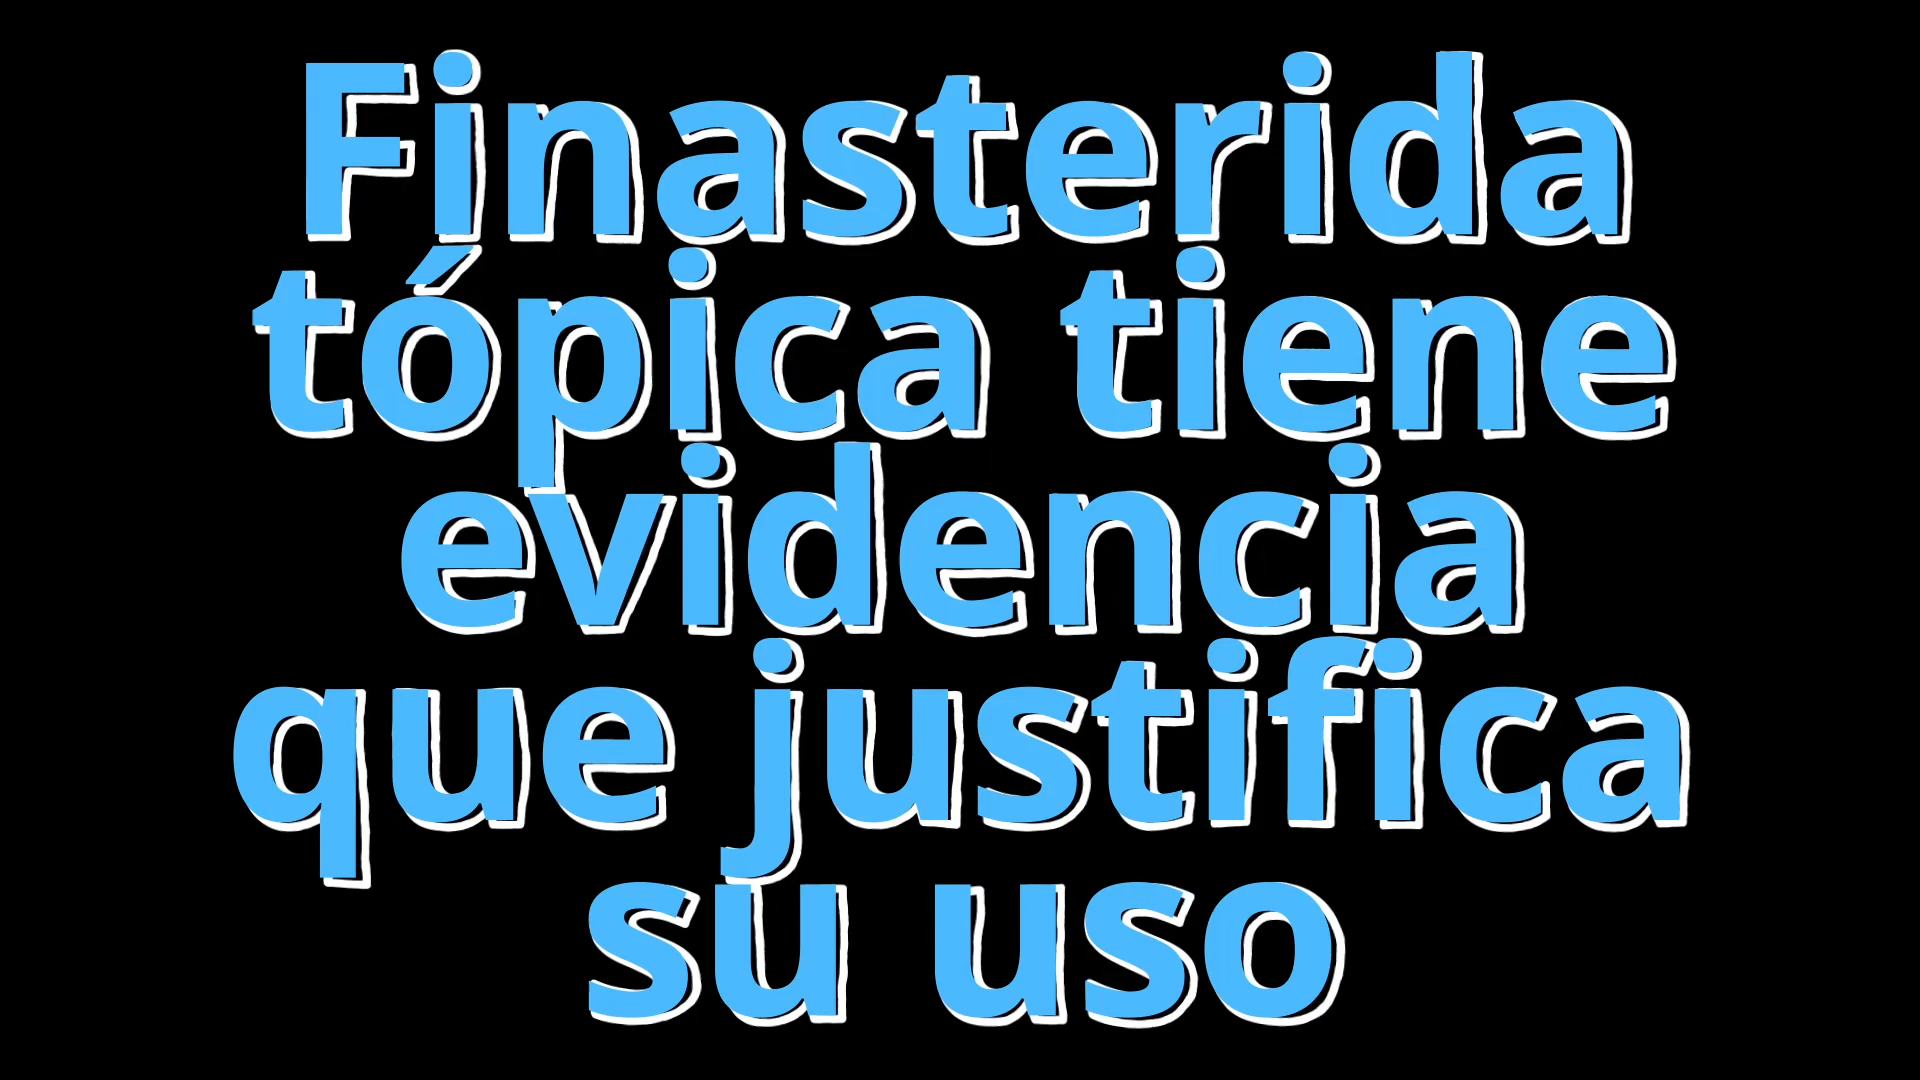 Finasterida
tópica tiene
evidencia
que justifica
su uso